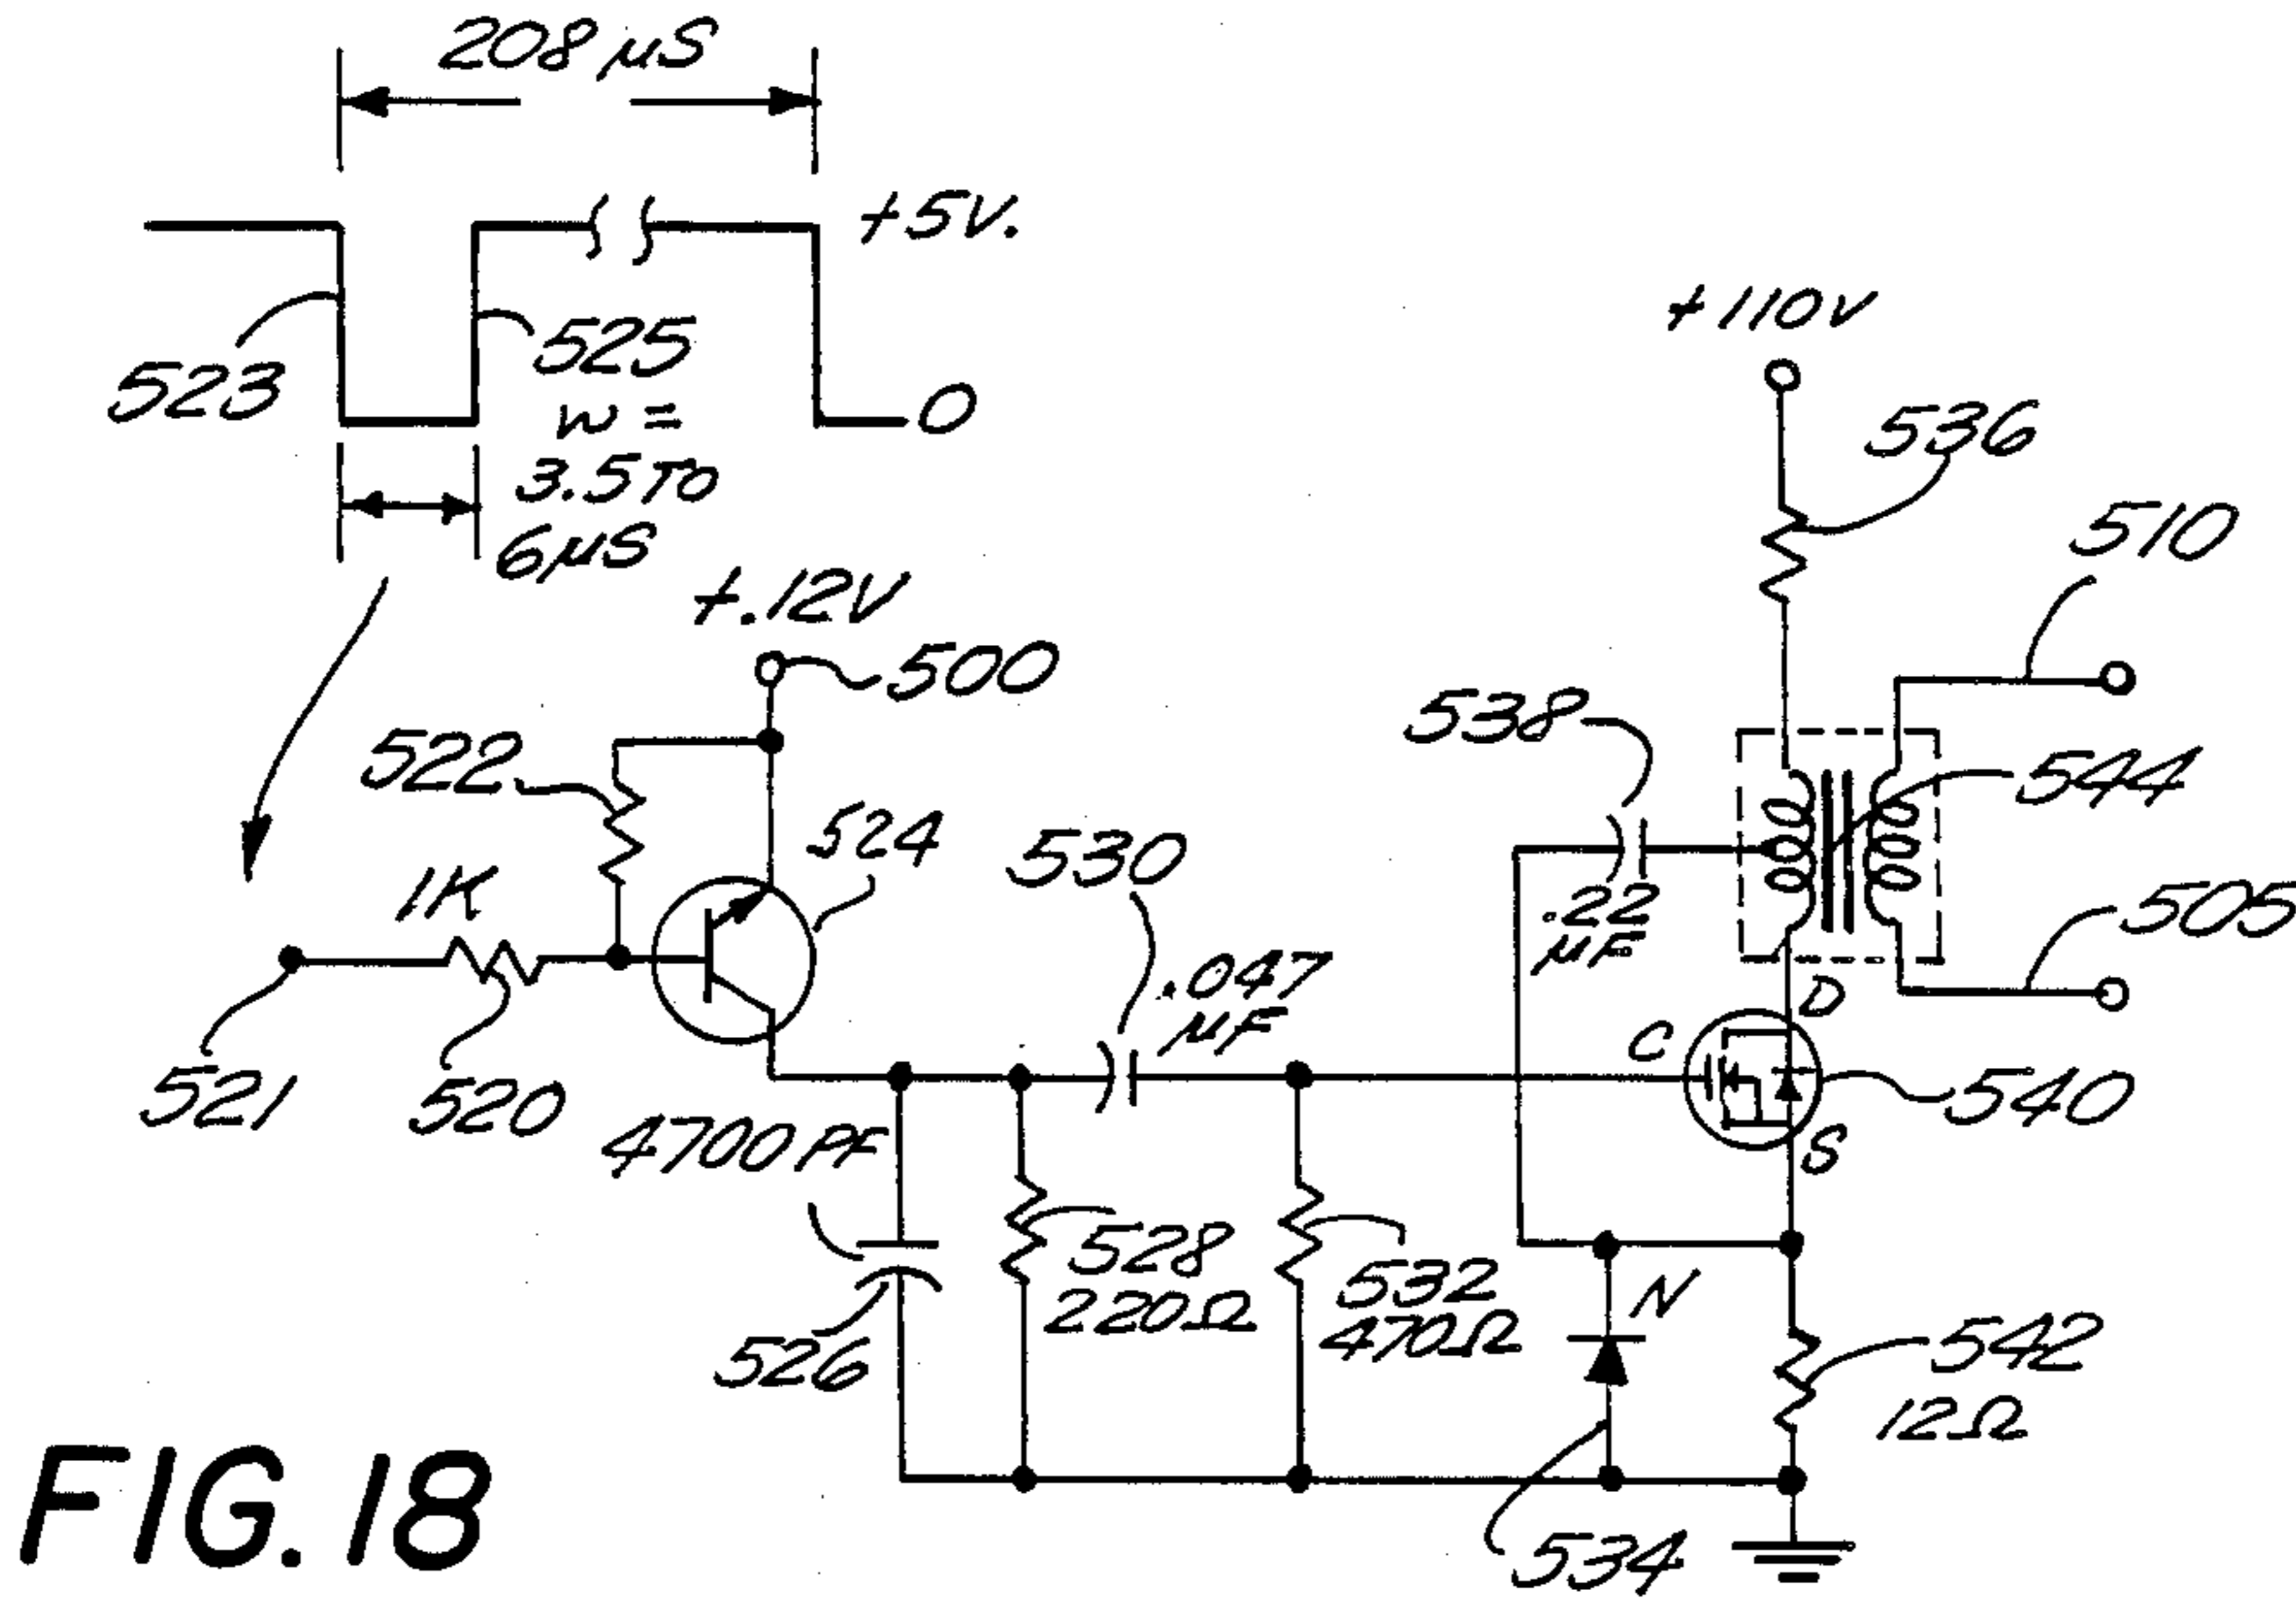 208 µS
+5V.
523
525
0
w =
3.5 TO
6µS
+110V
536
510
+.12V
500
538
522
544
524
530
.22
µF
505
1K
.047
µF
D
C
540
521
520
4700 PF
S
528
220Ω
532
470Ω
N
542
12Ω
526
534
FIG. 18